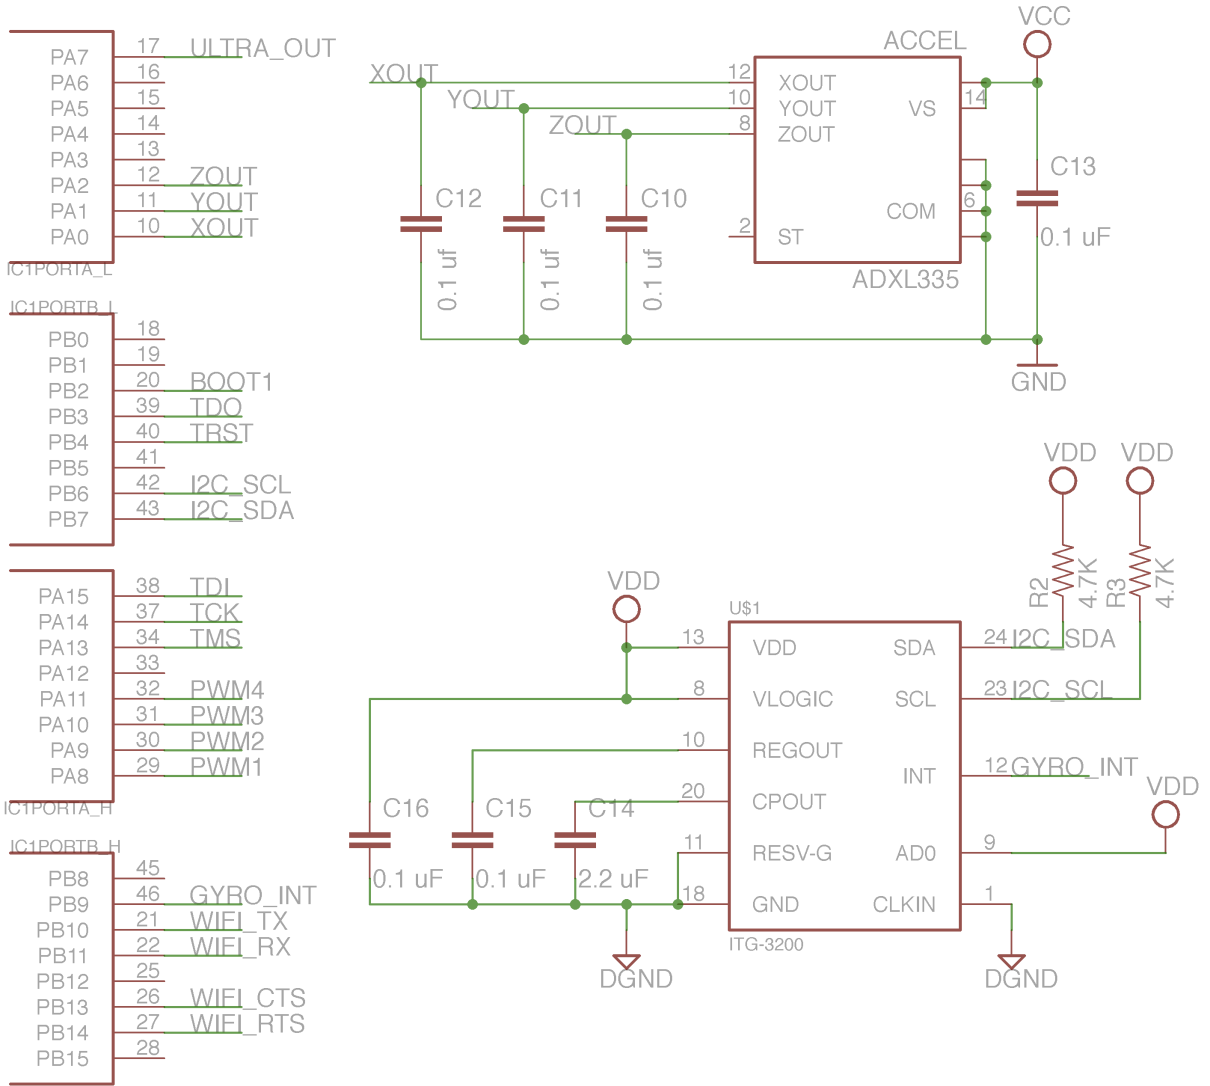 PA7 17 ULTRA_OUT
PA6 16
PA5 15
PA4 14
PA3 13
PA2 12 ZOUT
PA1 11 YOUT
PA0 10 XOUT
IC1PORTA_L
IC1PORTB_L
PB0 18
PB1 19
PB2 20 BOOT1
PB3 39 TDO
PB4 40 TRST
PB5 41
PB6 42 I2C_SCL
PB7 43 I2C_SDA
PA15 38 TDI
PA14 37 TCK
PA13 34 TMS
PA12 33
PA11 32 PWM4
PA10 31 PWM3
PA9 30 PWM2
PA8 29 PWM1
IC1PORTA_H
IC1PORTB_H
PB8 45
PB9 46 GYRO_INT
PB10 21 WIFI_TX
PB11 22 WIFI_RX
PB12 25
PB13 26 WIFI_CTS
PB14 27 WIFI_RTS
PB15 28
VCC
ACCEL
XOUT 12 XOUT
YOUT 10 YOUT VS 14
ZOUT 8 ZOUT
C12 C11 C10 C13
COM 6
2 ST
0.1 uf 0.1 uf 0.1 uf 0.1 uF
ADXL335
GND
VDD VDD
R2 4.7K R3 4.7K
VDD
U$1
13 VDD SDA 24 I2C_SDA
8 VLOGIC SCL 23 I2C_SCL
10 REGOUT
INT 12 GYRO_INT
VDD
20 CPOUT
C16 C15 C14
11 RESV-G AD0 9
0.1 uF 0.1 uF 2.2 uF
18 GND CLKIN 1
ITG-3200
DGND DGND